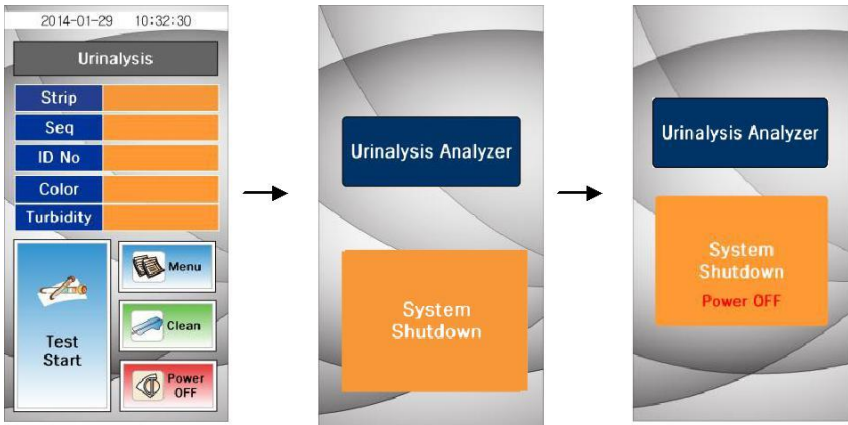 2014-01-29 10:32:30
Urinalysis
Strip
Seq
ID No
Color
Turbidity
Test
Start
Menu
Clean
Power
OFF
Urinalysis Analyzer
System
Shutdown
Urinalysis Analyzer
System
Shutdown
Power OFF